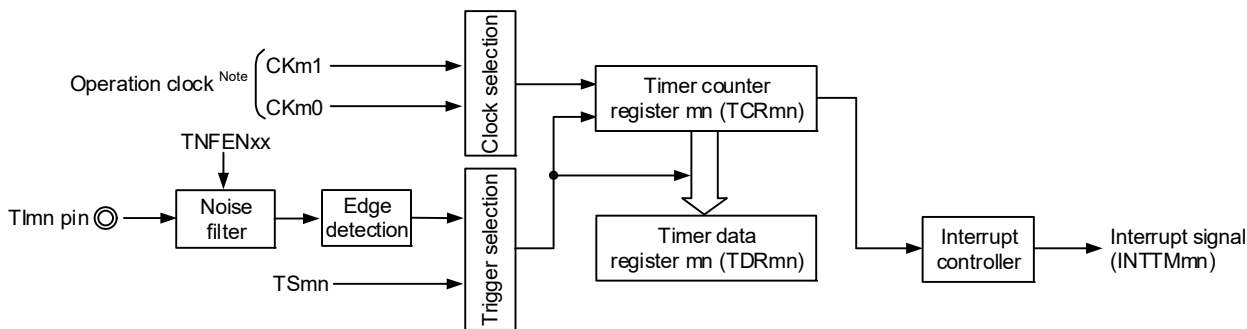 Operation clock Note
CKm1
CKm0
Clock selection
Timer counter
register mn (TCRmn)
TNFENxx
TImn pin
Noise
filter
Edge
detection
TSmn
Trigger selection
Timer data
register mn (TDRmn)
Interrupt
controller
Interrupt signal
(INTTMmn)